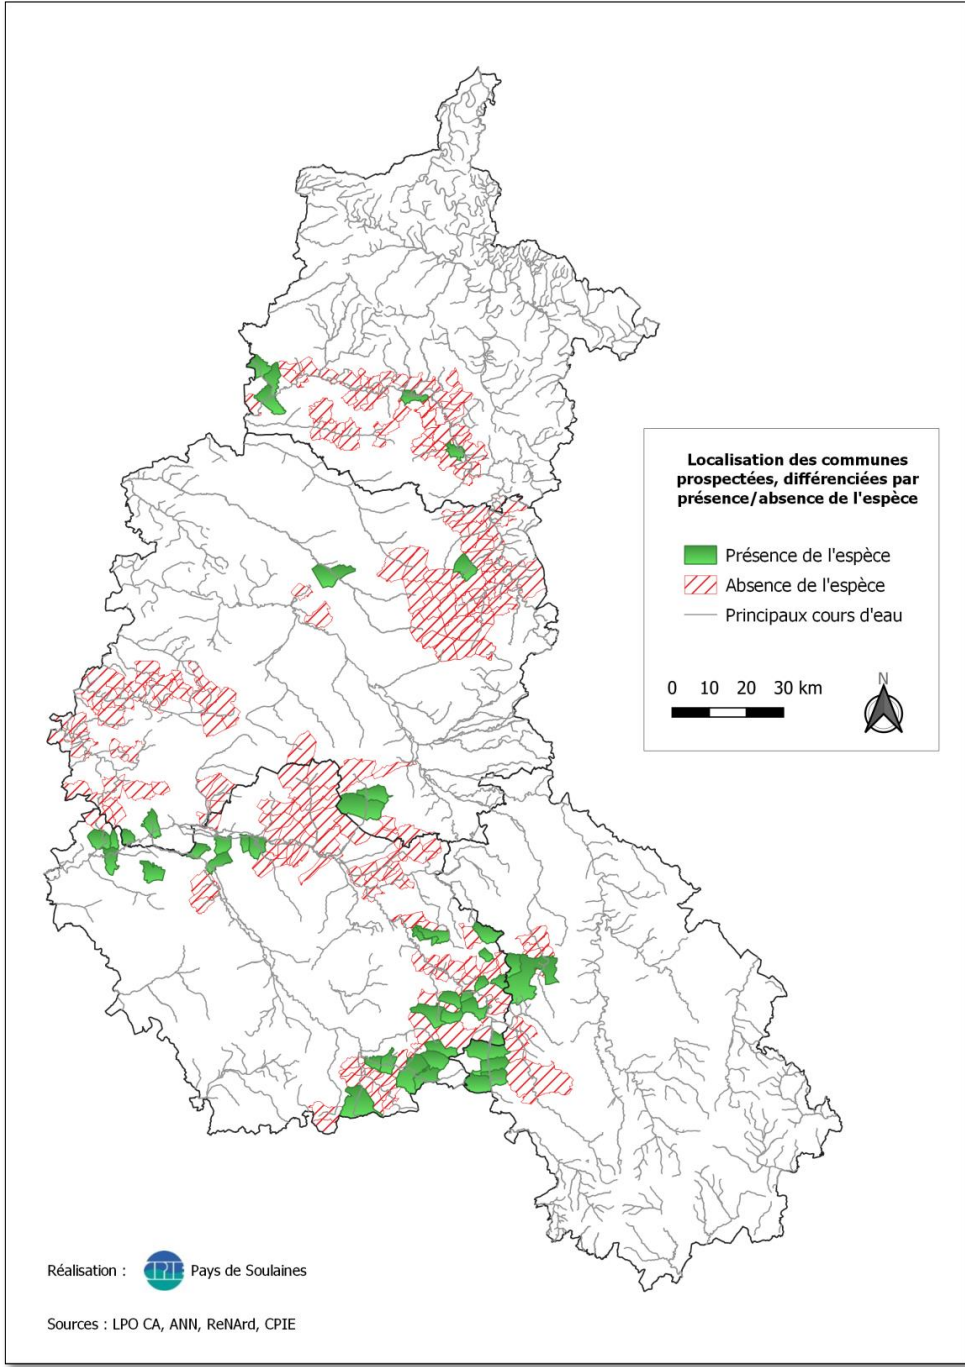 Localisation des communes
prospectées, différenciées par
présence/absence de l'espèce
Présence de l'espèce
Absence de l'espèce
Principaux cours d'eau
0 10 20 30 km
N
Réalisation : CPIE Pays de Soulaines
Sources : LPO CA, ANN, ReNArd, CPIE